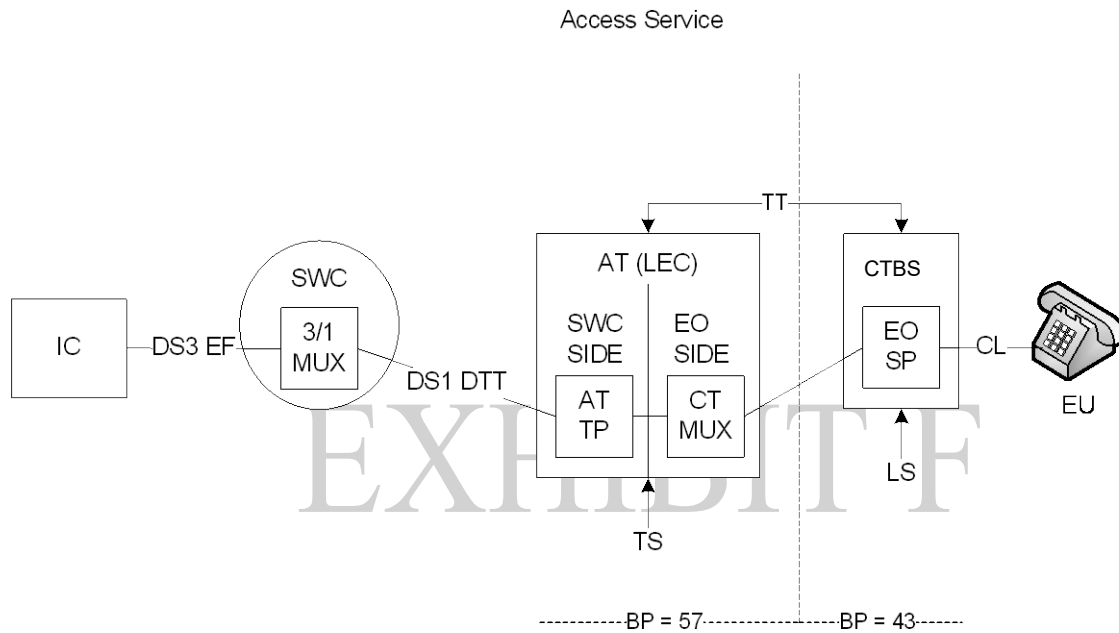 Access Service
TT
AT (LEC)
CTBS
SWC
SWC
SIDE
EO
SIDE
IC
DS3 EF
3/1
MUX
DS1 DTT
AT
TP
CT
MUX
EO
SP
CL
EU
LS
TS
EXHIBIT F
BP = 57
BP = 43